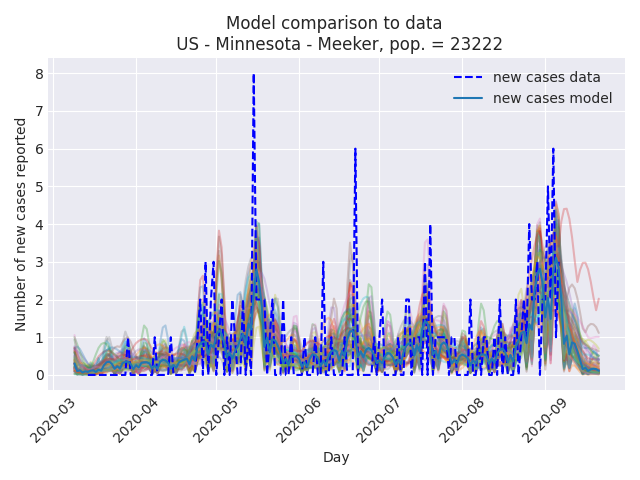 Model comparison to data
US - Minnesota - Meeker, pop. = 23222
new cases data
new cases model
Number of new cases reported
8
7
6
5
4
3
2
1
0
2020-03
2020-04
2020-05
2020-06
2020-07
2020-08
2020-09
Day